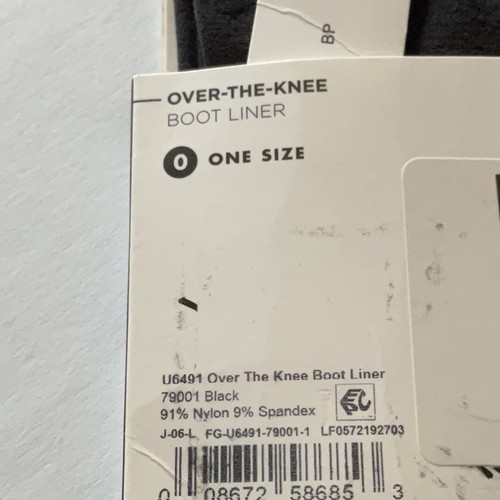 BP
OVER-THE-KNEE
BOOT LINER
0 ONE SIZE
U6491 Over The Knee Boot Liner
79001 Black
91% Nylon 9% Spandex
J-06-L FG-U6491-79001-1 LF0572192703
0 08672 58685 3